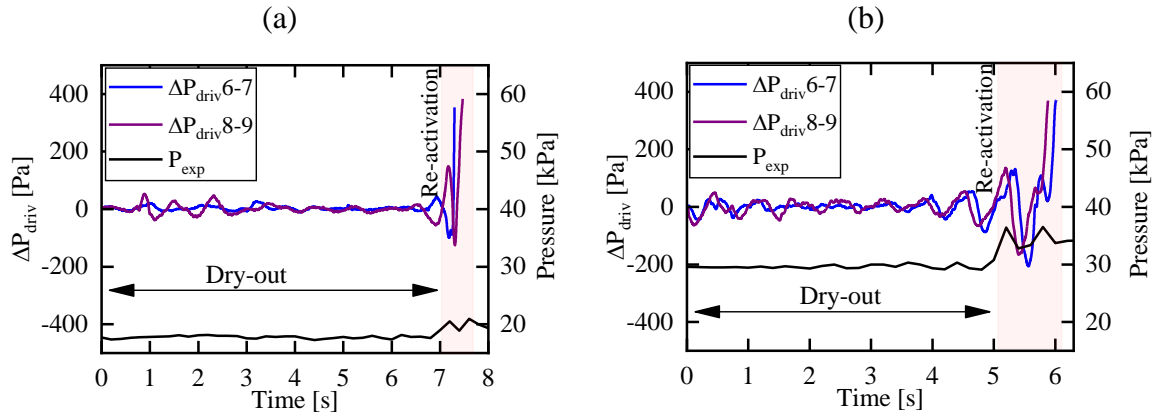 (a)
400
200
0
-200
-400
ΔP_driv [Pa]
ΔP_driv6-7
ΔP_driv8-9
P_exp
Re-activation
Dry-out
60
50
40
30
20
Pressure [kPa]
0 1 2 3 4 5 6 7 8
Time [s]
(b)
400
200
0
-200
-400
ΔP_driv [Pa]
ΔP_driv6-7
ΔP_driv8-9
P_exp
Re-activation
Dry-out
60
50
40
30
20
Pressure [kPa]
0 1 2 3 4 5 6
Time [s]